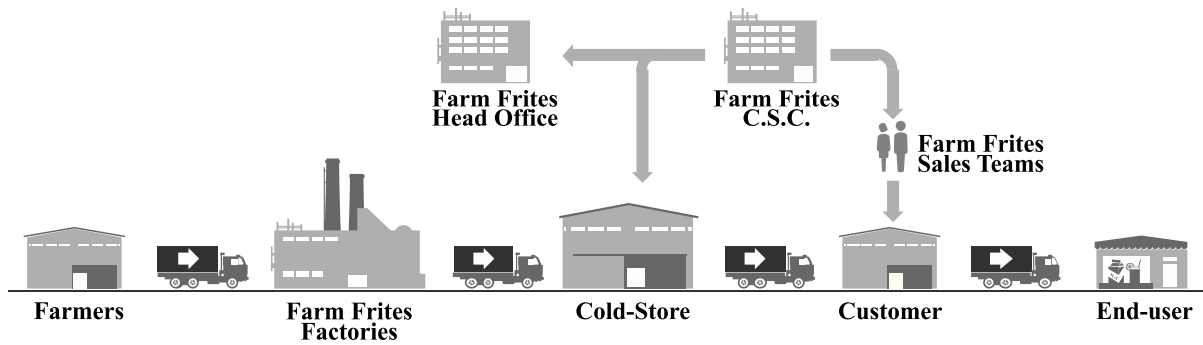 Farm Frites
Head Office
Farm Frites
C.S.C.
Farm Frites
Sales Teams
Farmers
Farm Frites
Factories
Cold-Store
Customer
End-user